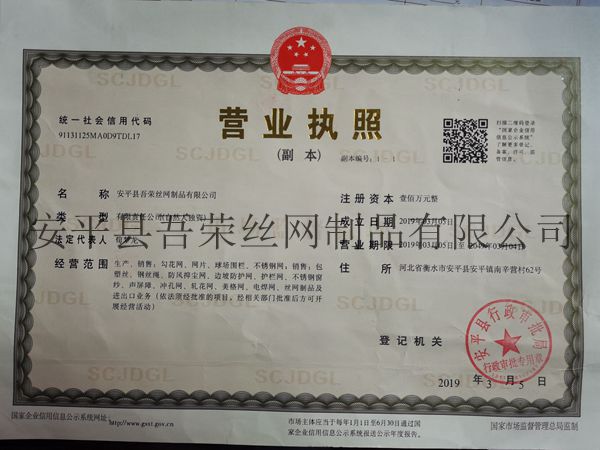 SCJDGL
SCJDGL
统一社会信用代码
91131125MA0D9TDL17
营业执照
(副本)
副本编号:
扫描二维码登录
"国家企业信用
信息公示系统"
了解更多登记、
备案、许可、监
管信息。
名称 安平县吾荣丝网制品有限公司
类型 有限责任公司(自然人独资)
法定代表人
经营范围 生产、销售:勾花网、网片、球场围栏、不锈钢网;销售:包
塑丝、钢丝绳、防风抑尘网、边坡防护网、护栏网、不锈钢窗
纱、声屏障、冲孔网、轧花网、美格网、电焊网、丝网制品及
进出口业务(依法须经批准的项目,经相关部门批准后方可开
展经营活动)
注册资本 壹佰万元整
成立日期 2019年03月05日
营业期限 2019年03月05日至2049年03月04日
住所 河北省衡水市安平县安平镇南辛营村62号
安平县吾荣丝网制品有限公司
登记机关
安平县行政审批局
行政审批专用章
2019年3月5日
SCJDGL
SCJDGL
SCJDGL
国家企业信用信息公示系统网址:http://www.gsxt.gov.cn
市场主体应当于每年1月1日至6月30日通过国
家企业信用信息公示系统报送公示年度报告。
国家市场监督管理总局监制